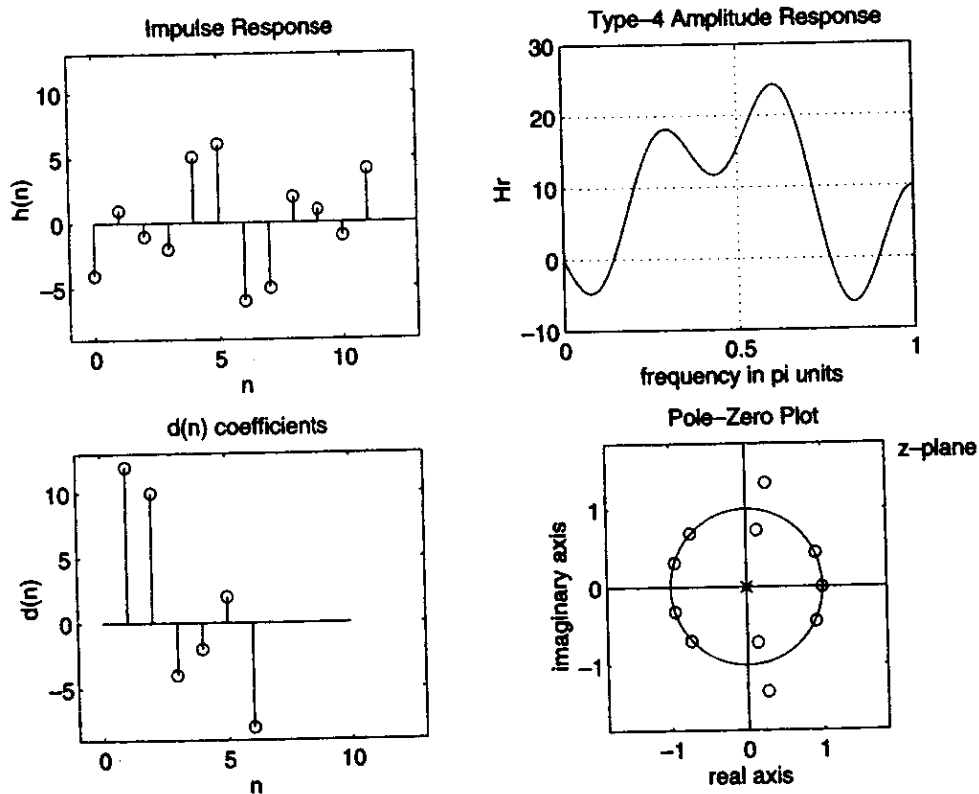 Impulse Response
10
5
0
−5
h(n)
0
5
10
n
Type−4 Amplitude Response
30
20
10
0
−10
Hr
0
0.5
1
frequency in pi units
d(n) coefficients
10
5
0
−5
d(n)
0
5
10
n
Pole−Zero Plot
z−plane
1
0
−1
imaginary axis
−1
0
1
real axis